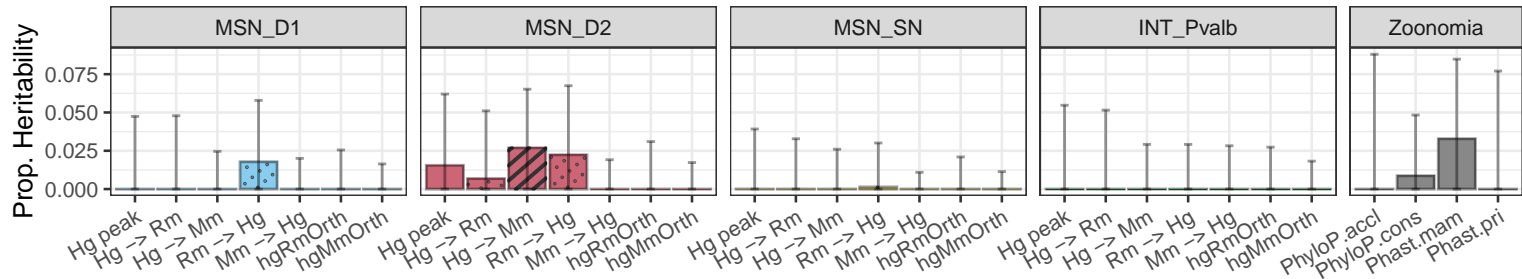 MSN_D1 MSN_D2 MSN_SN INT_Pvalb Zoonomia
Prop. Heritability
0.075
0.050
0.025
0.000
Hg peak Hg -> Rm Hg -> Mm Rm -> Hg Mm -> Hg hgRmOrth hgMmOrth
Hg peak Hg -> Rm Hg -> Mm Rm -> Hg Mm -> Hg hgRmOrth hgMmOrth
Hg peak Hg -> Rm Hg -> Mm Rm -> Hg Mm -> Hg hgRmOrth hgMmOrth
Hg peak Hg -> Rm Hg -> Mm Rm -> Hg Mm -> Hg hgRmOrth hgMmOrth
PhyloP.accl PhyloP.cons Phast.mam Phast.pri